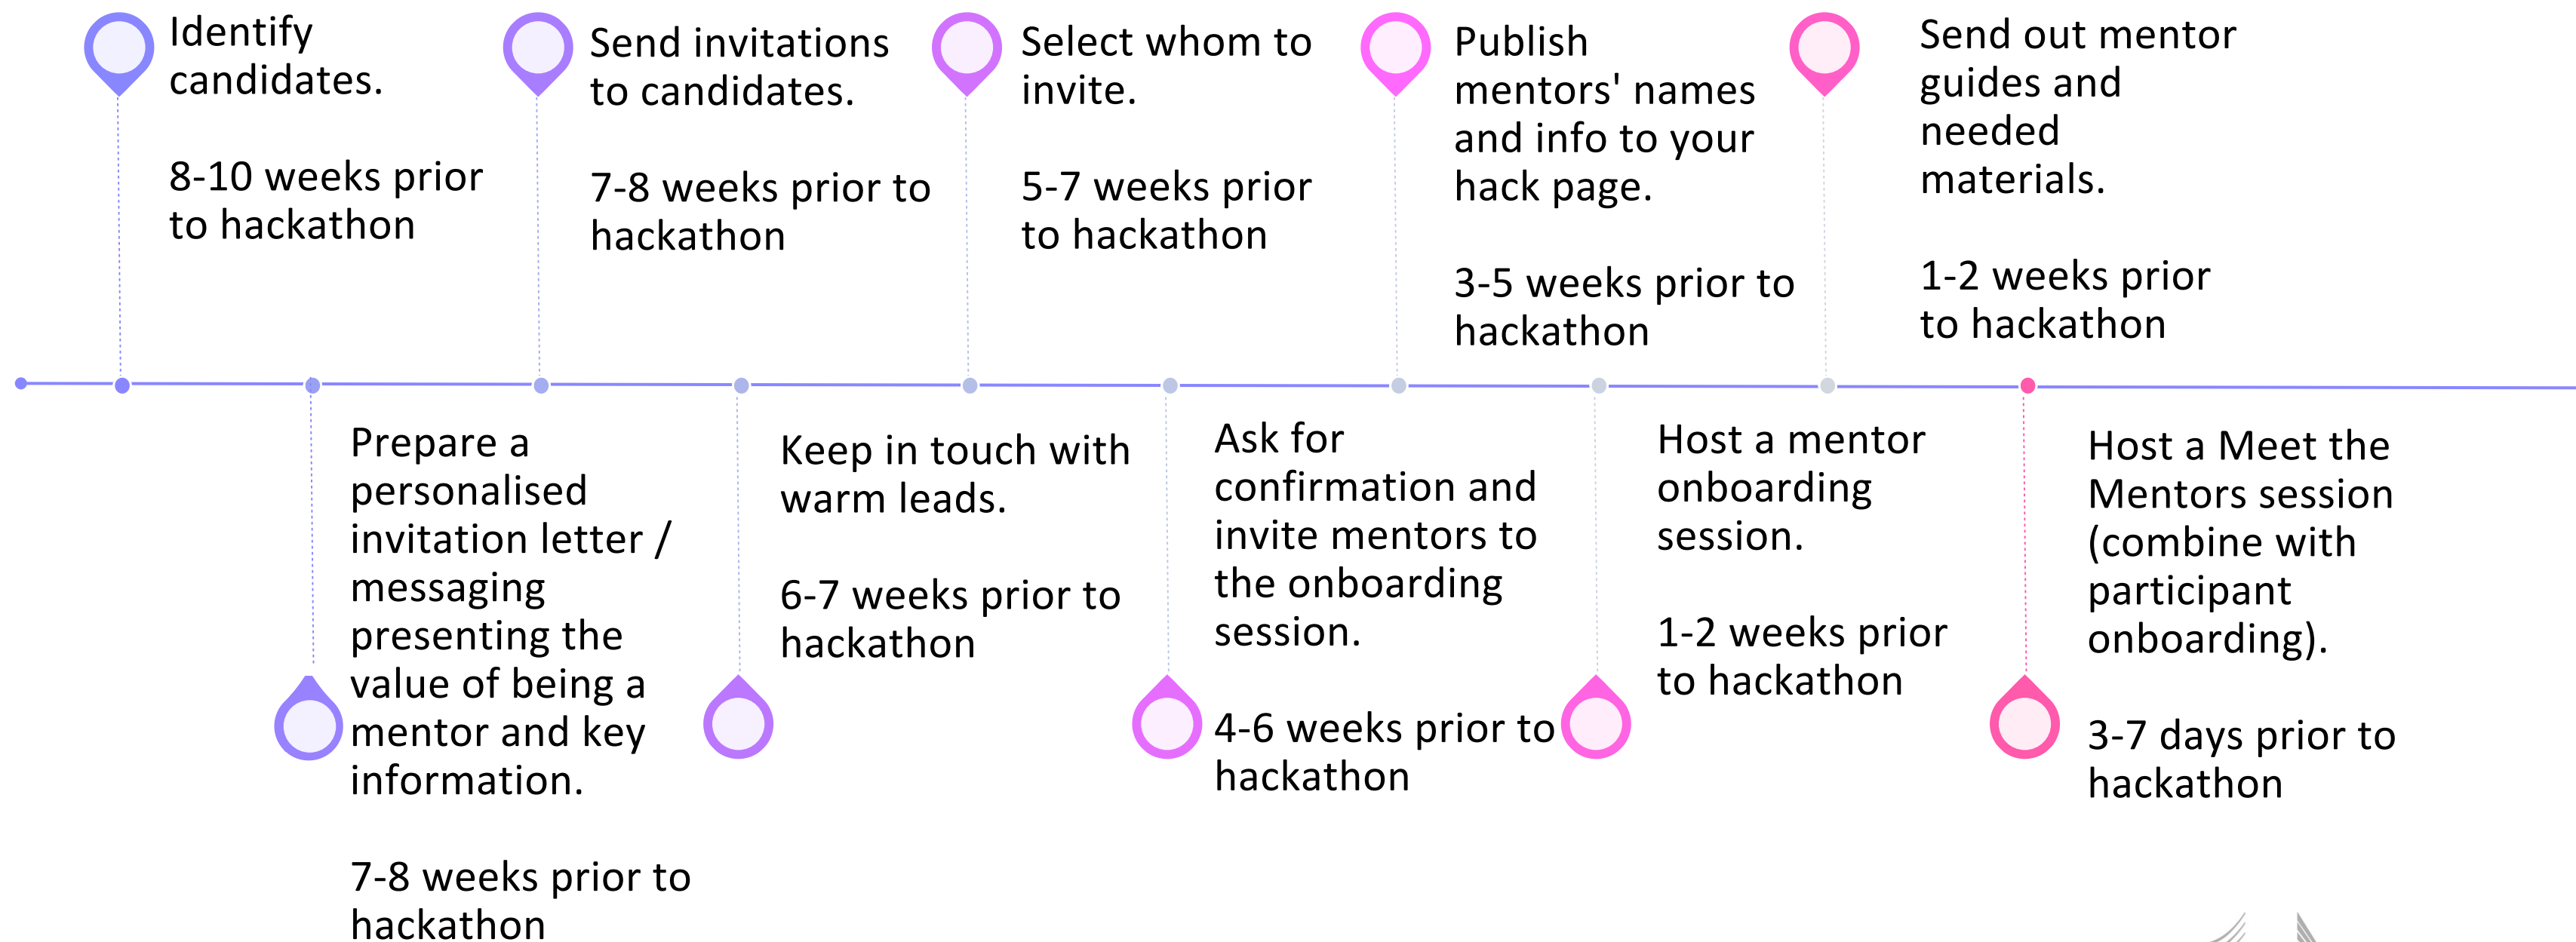 Identify
candidates.
8-10 weeks prior
to hackathon
Prepare a
personalised
invitation letter /
messaging
presenting the
value of being a
mentor and key
information.
7-8 weeks prior to
hackathon
Send invitations
to candidates.
7-8 weeks prior to
hackathon
Keep in touch with
warm leads.
6-7 weeks prior to
hackathon
Select whom to
invite.
5-7 weeks prior
to hackathon
Ask for
confirmation and
invite mentors to
the onboarding
session.
4-6 weeks prior to
hackathon
Publish
mentors' names
and info to your
hack page.
3-5 weeks prior to
hackathon
Host a mentor
onboarding
session.
1-2 weeks prior
to hackathon
Send out mentor
guides and
needed
materials.
1-2 weeks prior
to hackathon
Host a Meet the
Mentors session
(combine with
participant
onboarding).
3-7 days prior to
hackathon